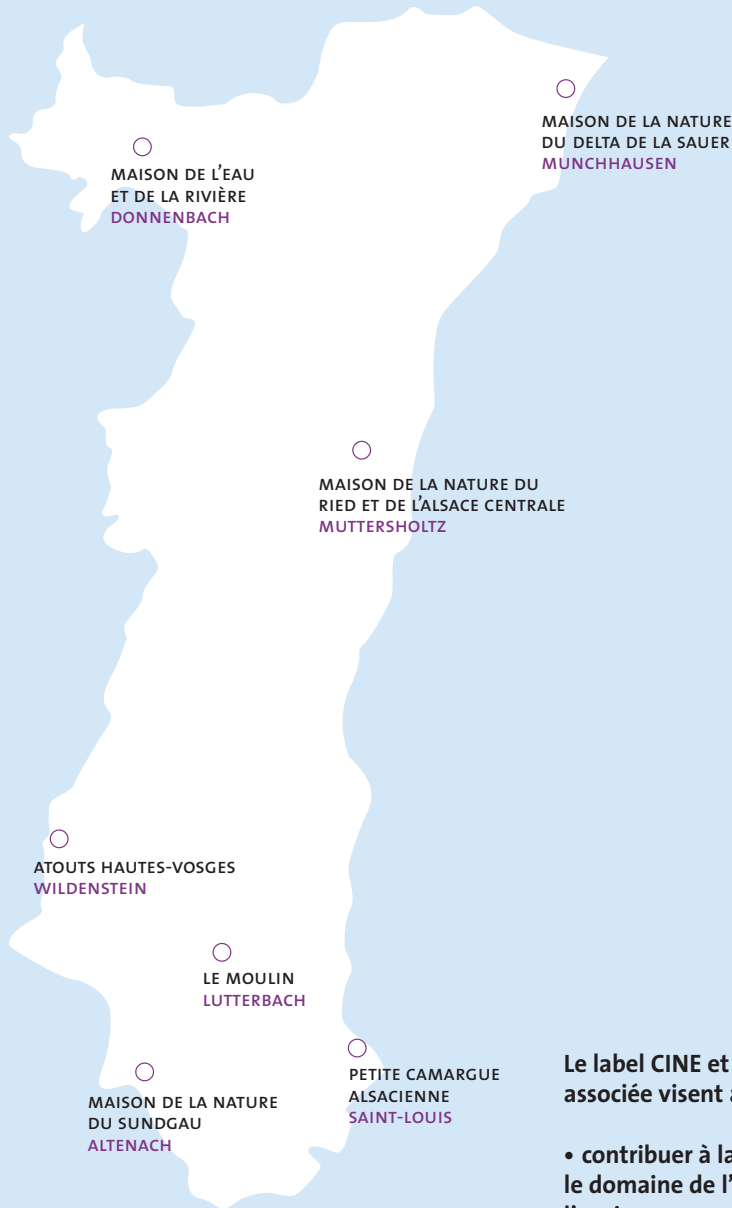 MAISON DE LA NATURE
DU DELTA DE LA SAUER
MUNCHHAUSEN
MAISON DE L'EAU
ET DE LA RIVIÈRE
DONNENBACH
MAISON DE LA NATURE DU
RIED ET DE L'ALSACE CENTRALE
MUTTERSHOLTZ
ATOUTS HAUTES-VOSGES
WILDENSTEIN
LE MOULIN
LUTTERBACH
PETITE CAMARGUE
ALSACIENNE
SAINT-LOUIS
MAISON DE LA NATURE
DU SUNDGAU
ALTENACH
Le label CINE et
associée visent
• contribuer à la
le domaine de l'